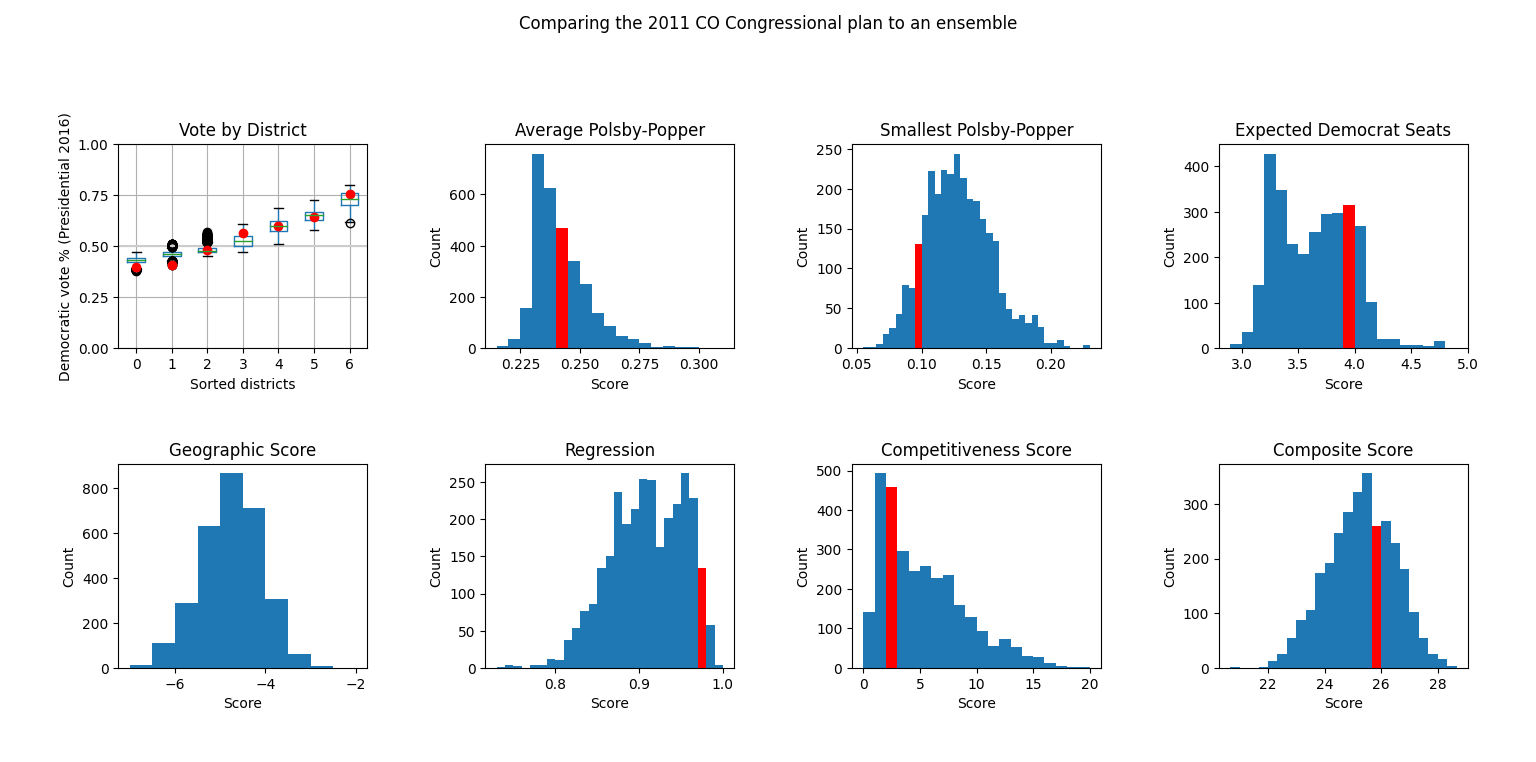 Comparing the 2011 CO Congressional plan to an ensemble
Vote by District
Democratic vote % (Presidential 2016)
1.00
0.75
0.50
0.25
0.00
0 1 2 3 4 5 6
Sorted districts
Average Polsby-Popper
Count
600
400
200
0
0.225 0.250 0.275 0.300
Score
Smallest Polsby-Popper
Count
250
200
150
100
50
0
0.05 0.10 0.15 0.20
Score
Expected Democrat Seats
Count
400
300
200
100
0
3.0 3.5 4.0 4.5 5.0
Score
Geographic Score
Count
800
600
400
200
0
−6 −4 −2
Score
Regression
Count
250
200
150
100
50
0
0.8 0.9 1.0
Score
Competitiveness Score
Count
500
400
300
200
100
0
0 5 10 15 20
Score
Composite Score
Count
300
200
100
0
22 24 26 28
Score